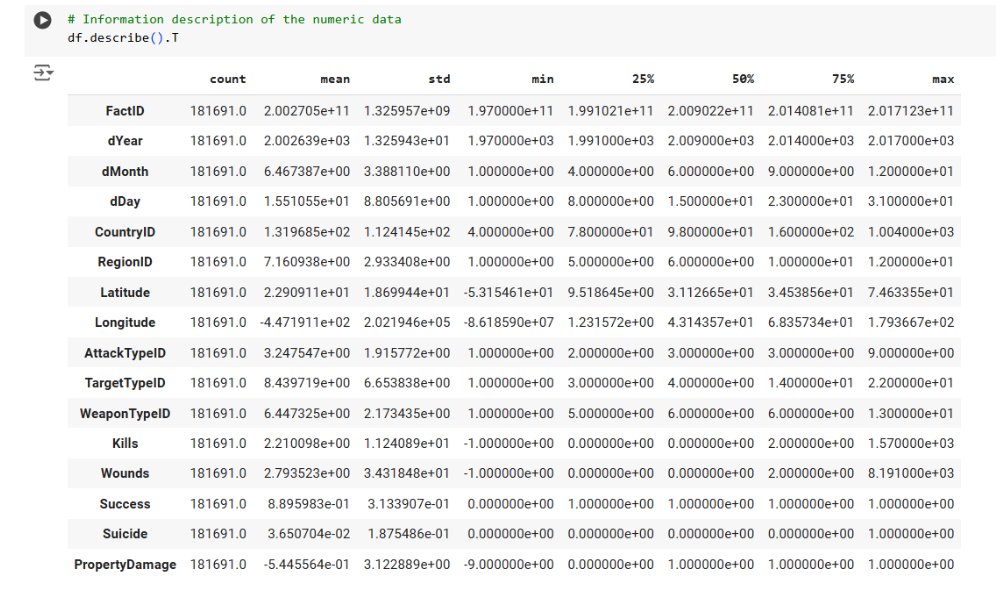 # Information description of the numeric data
df.describe().T
count mean std min 25% 50% 75% max
FactID 181691.0 2.002705e+11 1.325957e+09 1.970000e+11 1.991021e+11 2.009022e+11 2.014081e+11 2.017123e+11
dYear 181691.0 2.002639e+03 1.325943e+01 1.970000e+03 1.991000e+03 2.009000e+03 2.014000e+03 2.017000e+03
dMonth 181691.0 6.467387e+00 3.388110e+00 1.000000e+00 4.000000e+00 6.000000e+00 9.000000e+00 1.200000e+01
dDay 181691.0 1.551055e+01 8.805691e+00 1.000000e+00 8.000000e+00 1.500000e+01 2.300000e+01 3.100000e+01
CountryID 181691.0 1.319685e+02 1.124145e+02 4.000000e+00 7.800000e+01 9.800000e+01 1.600000e+02 1.004000e+03
RegionID 181691.0 7.160938e+00 2.933408e+00 1.000000e+00 5.000000e+00 6.000000e+00 1.000000e+01 1.200000e+01
Latitude 181691.0 2.290911e+01 1.869944e+01 -5.315461e+01 9.518645e+00 3.112665e+01 3.453856e+01 7.463355e+01
Longitude 181691.0 -4.471911e+02 2.021946e+05 -8.618590e+07 1.231572e+00 4.314357e+01 6.835734e+01 1.793667e+02
AttackTypeID 181691.0 3.247547e+00 1.915772e+00 1.000000e+00 2.000000e+00 3.000000e+00 3.000000e+00 9.000000e+00
TargetTypeID 181691.0 8.439719e+00 6.653838e+00 1.000000e+00 3.000000e+00 4.000000e+00 1.400000e+01 2.200000e+01
WeaponTypeID 181691.0 6.447325e+00 2.173435e+00 1.000000e+00 5.000000e+00 6.000000e+00 6.000000e+00 1.300000e+01
Kills 181691.0 2.210098e+00 1.124089e+01 -1.000000e+00 0.000000e+00 0.000000e+00 2.000000e+00 1.570000e+03
Wounds 181691.0 2.793523e+00 3.431848e+01 -1.000000e+00 0.000000e+00 0.000000e+00 2.000000e+00 8.191000e+03
Success 181691.0 8.895983e-01 3.133907e-01 0.000000e+00 1.000000e+00 1.000000e+00 1.000000e+00 1.000000e+00
Suicide 181691.0 3.650704e-02 1.875486e-01 0.000000e+00 0.000000e+00 0.000000e+00 0.000000e+00 1.000000e+00
PropertyDamage 181691.0 -5.445564e-01 3.122889e+00 -9.000000e+00 0.000000e+00 1.000000e+00 1.000000e+00 1.000000e+00